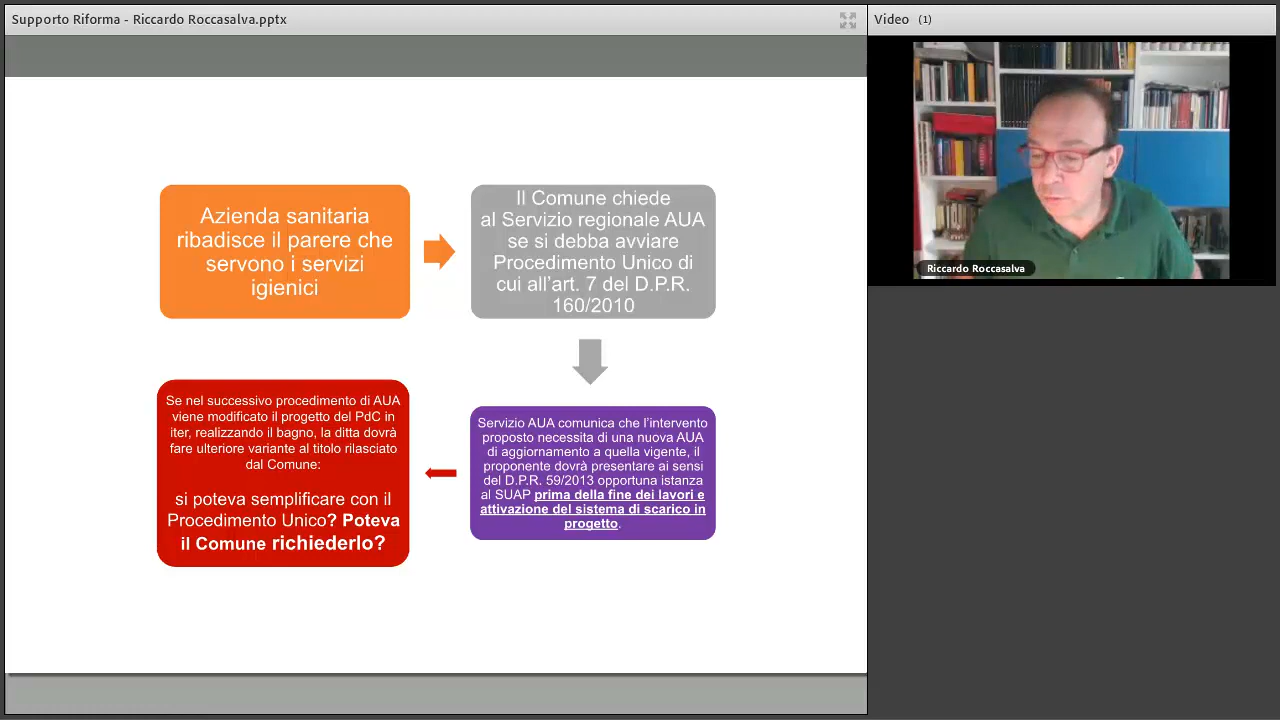 Supporto Riforma - Riccardo Roccasalva.pptx
Video (1)
Riccardo Roccasalva
Azienda sanitaria
ribadisce il parere che
servono i servizi
igienici
Il Comune chiede
al Servizio regionale AUA
se si debba avviare
Procedimento Unico di
cui all'art. 7 del D.P.R.
160/2010
Servizio AUA comunica che l'intervento
proposto necessita di una nuova AUA
di aggiornamento a quella vigente, il
proponente dovrà presentare ai sensi
del D.P.R. 59/2013 opportuna istanza
al SUAP prima della fine dei lavori e
attivazione del sistema di scarico in
progetto.
Se nel successivo procedimento di AUA
viene modificato il progetto del PdC in
iter, realizzando il bagno, la ditta dovrà
fare ulteriore variante al titolo rilasciato
dal Comune:
si poteva semplificare con il
Procedimento Unico? Poteva
il Comune richiederlo?